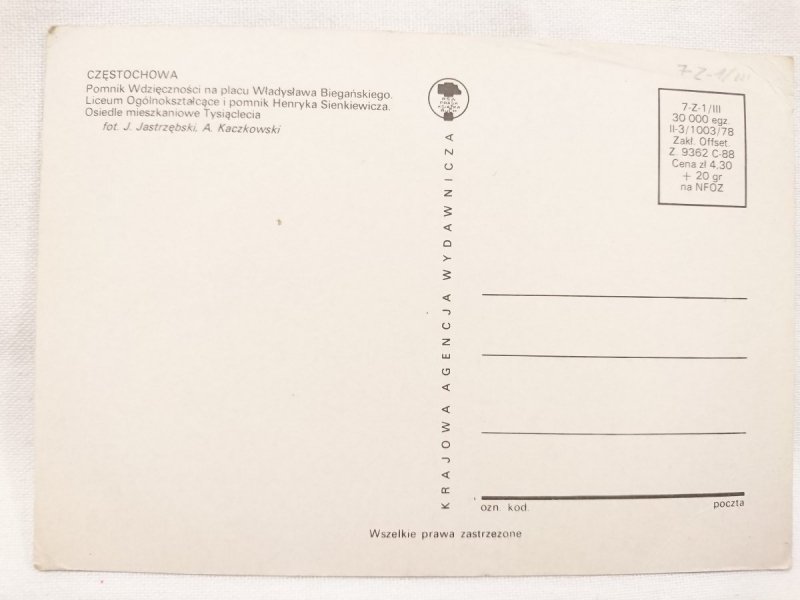 CZĘSTOCHOWA
Pomnik Wdzięczności na placu Władysława Biegańskiego.
Liceum Ogólnokształcące i pomnik Henryka Sienkiewicza.
Osiedle mieszkaniowe Tysiąclecia
fot. J. Jastrzębski, A. Kaczkowski
KRAJOWA AGENCJA WYDAWNICZA
7-Z-1/III
7-Z-1/III
30 000 egz.
II-3/1003/78
Zakł. Offset.
Z. 9362 C-88
Cena zł 4,30
+ 20 gr
na NFOZ
ozn. kod.
poczta
Wszelkie prawa zastrzeżone